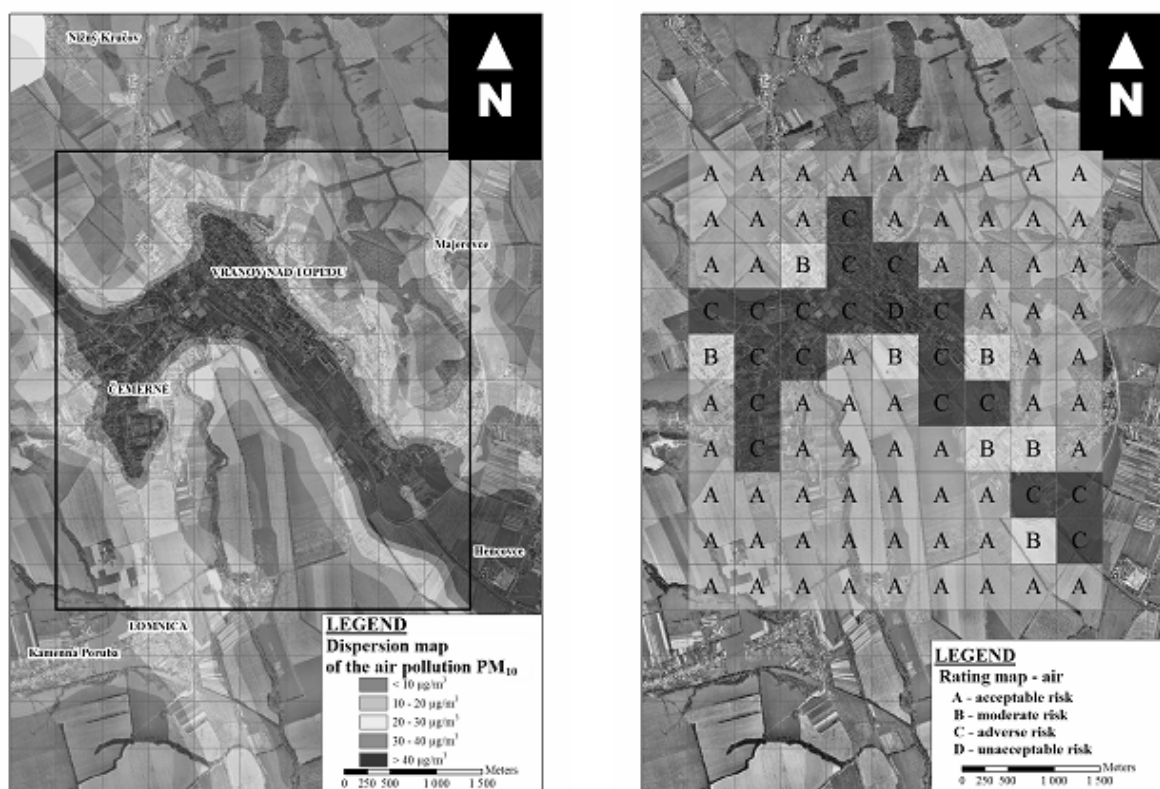 Nižný Kručov
N
Majerovce
VRANOV NAD TOPĽOU
ČEMERNÉ
Hencovce
LOMNICA
Kamenná Poruba
LEGEND
Dispersion map
of the air pollution PM₁₀
< 10 µg/m³
10 - 20 µg/m³
20 - 30 µg/m³
30 - 40 µg/m³
> 40 µg/m³
Meters
0 250 500 1 000 1 500
N
A A A A A A A A A
A A A C A A A A A
A A B C C A A A A
C C C C D C A A A
B C C A B C B A A
A C A A A C C A A
A C A A A A B B A
A A A A A A A C C
A A A A A A A B C
A A A A A A A A A
LEGEND
Rating map - air
A - acceptable risk
B - moderate risk
C - adverse risk
D - unacceptable risk
Meters
0 250 500 1 000 1 500